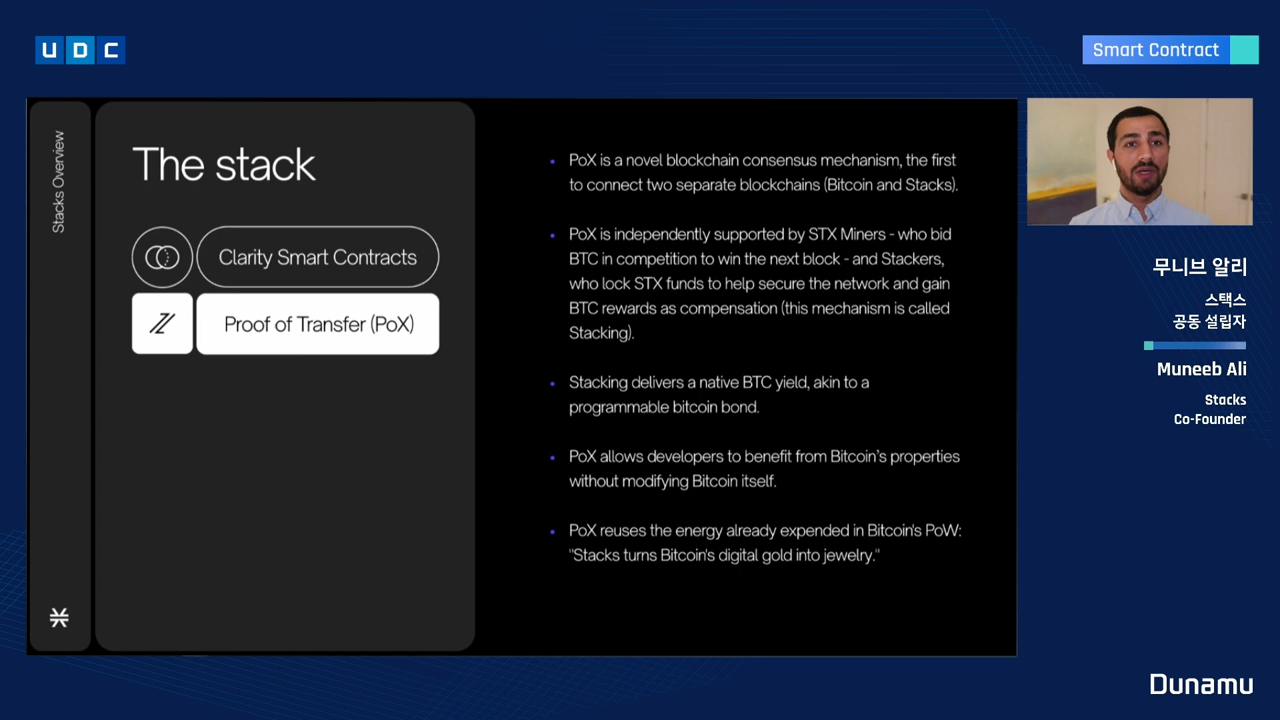 UDC
Smart Contract
Stacks Overview
The stack
Clarity Smart Contracts
Proof of Transfer (PoX)
• PoX is a novel blockchain consensus mechanism, the first
to connect two separate blockchains (Bitcoin and Stacks).
• PoX is independently supported by STX Miners - who bid
BTC in competition to win the next block - and Stackers,
who lock STX funds to help secure the network and gain
BTC rewards as compensation (this mechanism is called
Stacking).
• Stacking delivers a native BTC yield, akin to a
programmable bitcoin bond.
• PoX allows developers to benefit from Bitcoin's properties
without modifying Bitcoin itself.
• PoX reuses the energy already expended in Bitcoin's PoW:
"Stacks turns Bitcoin's digital gold into jewelry."
무니브 알리
스택스
공동 설립자
Muneeb Ali
Stacks
Co-Founder
Dunamu